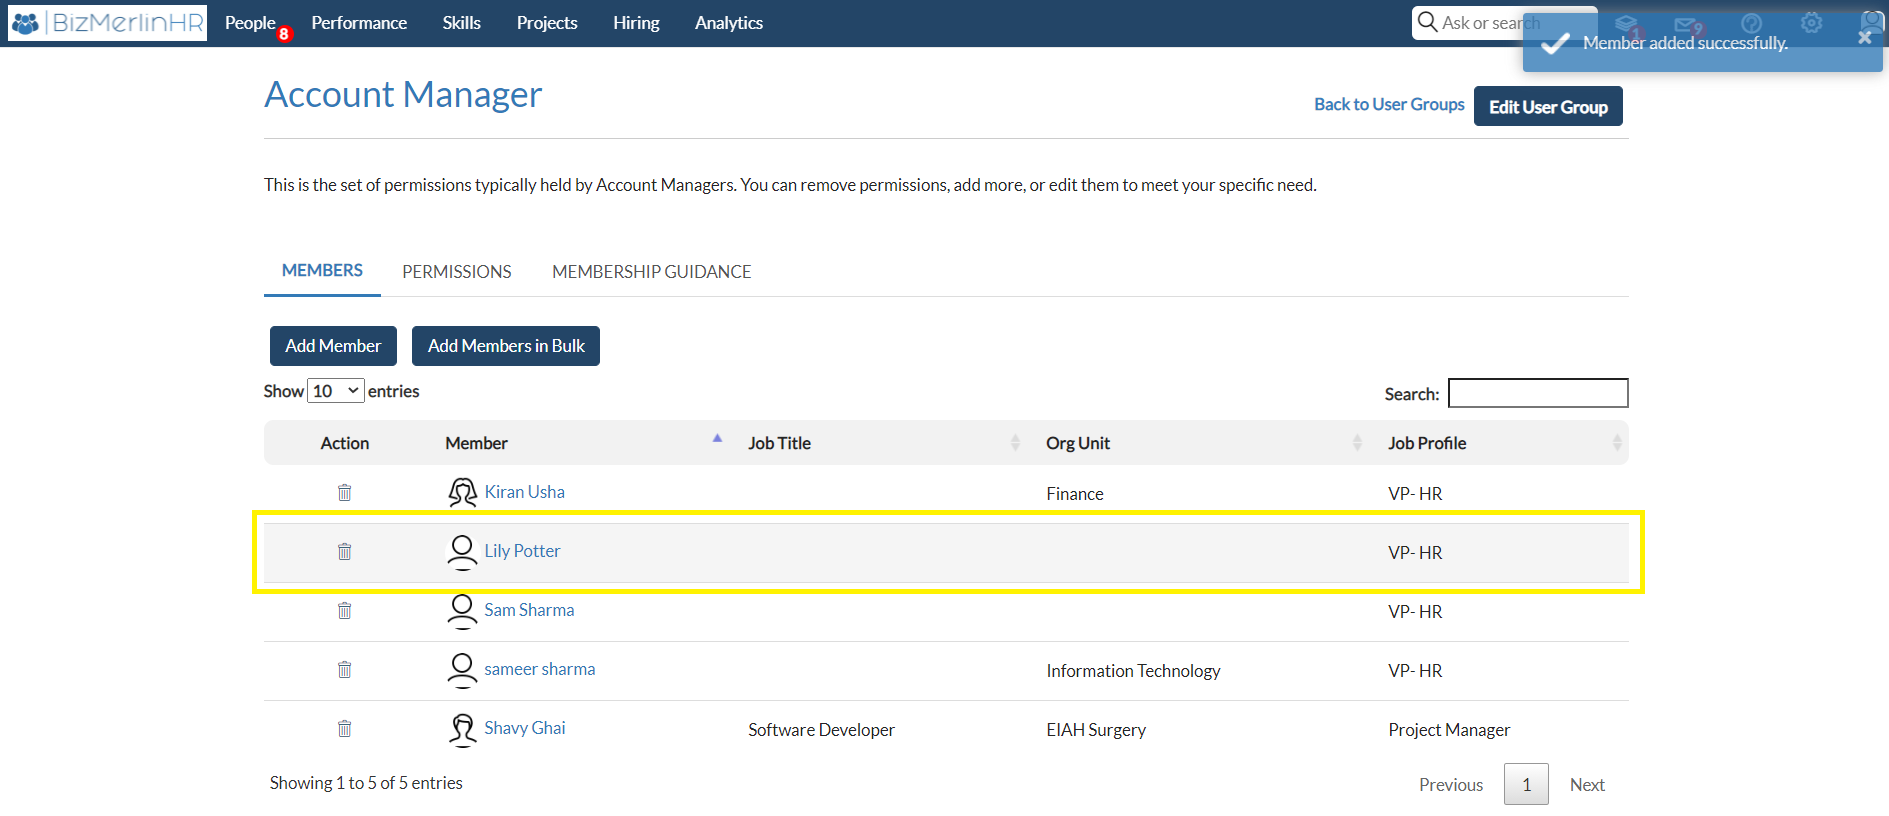 BizMerlinHR People 8 Performance Skills Projects Hiring Analytics Ask or search 1 9
Member added successfully.
Account Manager
Back to User Groups Edit User Group
This is the set of permissions typically held by Account Managers. You can remove permissions, add more, or edit them to meet your specific need.
MEMBERS PERMISSIONS MEMBERSHIP GUIDANCE
Add Member Add Members in Bulk
Show 10 entries Search:
Action Member Job Title Org Unit Job Profile
Kiran Usha Finance VP- HR
Lily Potter VP- HR
Sam Sharma VP- HR
sameer sharma Information Technology VP- HR
Shavy Ghai Software Developer EIAH Surgery Project Manager
Showing 1 to 5 of 5 entries Previous 1 Next